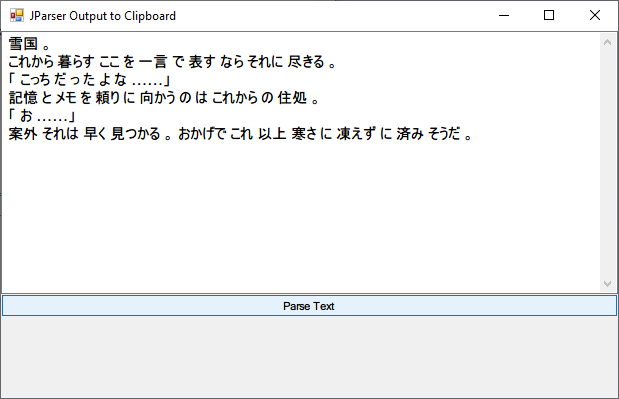 JParser Output to Clipboard
雪国 。
これから 暮らす ここ を 一言 で 表す なら それに 尽きる 。
「 こっち だった よ な ……」
記憶 と メモ を 頼り に 向かう の は これから の 住処 。
「 お ……」
案外 それは 早く 見つかる 。 おかげで これ 以上 寒さ に 凍えず に 済み そうだ 。
Parse Text